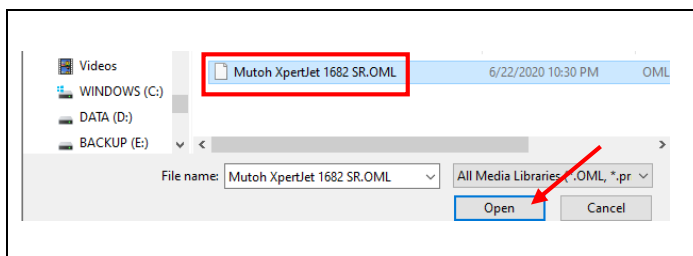 Videos
Mutoh XpertJet 1682 SR.OML 6/22/2020 10:30 PM OML
WINDOWS (C:)
DATA (D:)
BACKUP (E:)
File name: Mutoh XpertJet 1682 SR.OML All Media Libraries (*.OML, *.pr
Open Cancel